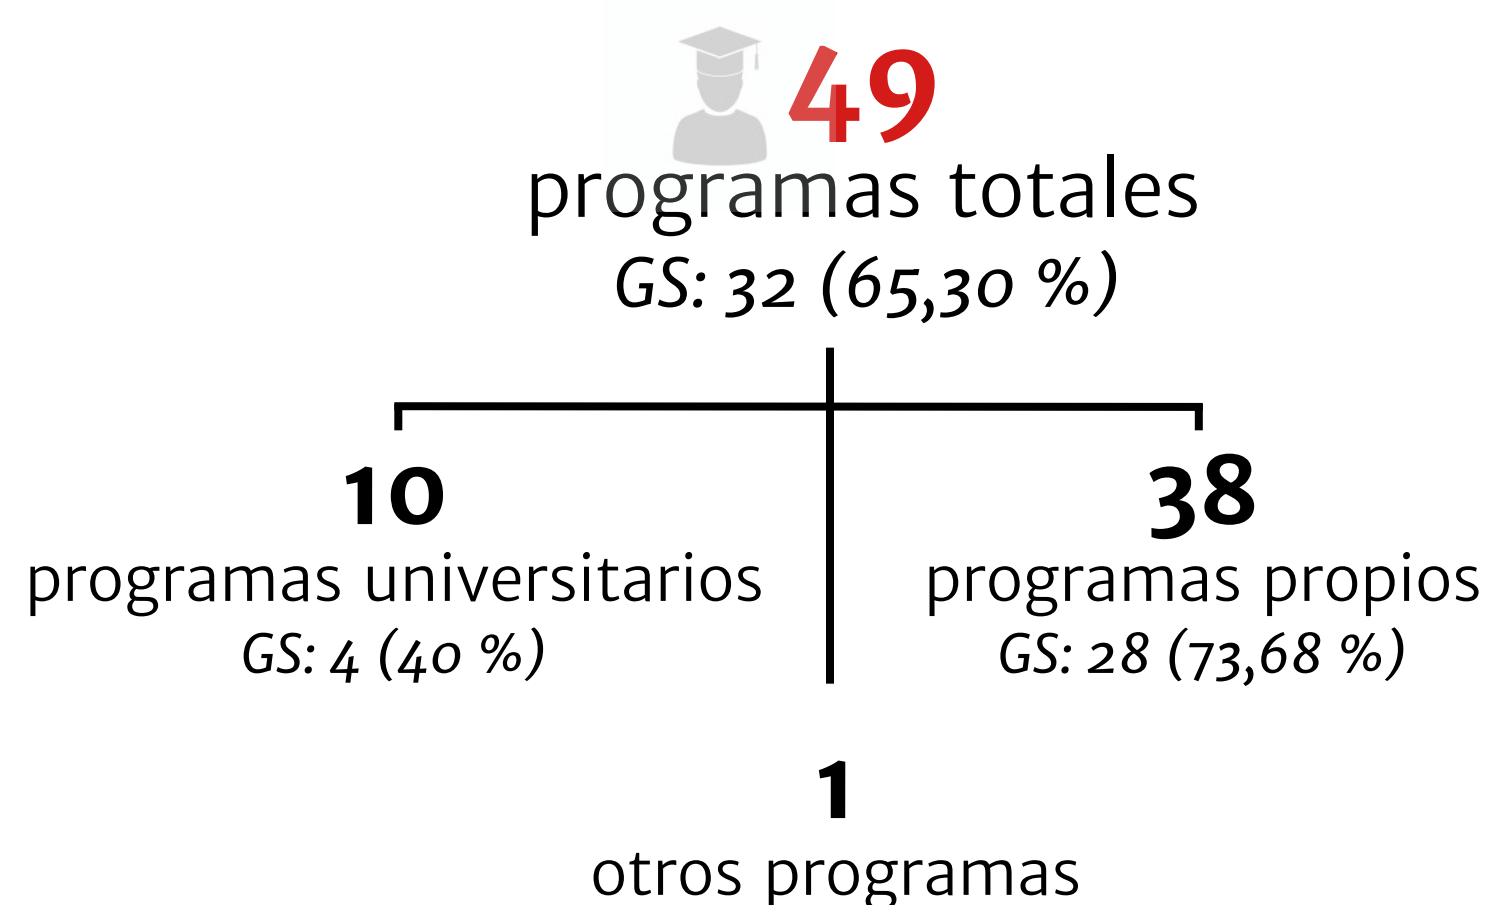 49
programas totales
GS: 32 (65,30 %)
10
programas universitarios
GS: 4 (40 %)
38
programas propios
GS: 28 (73,68 %)
1
otros programas